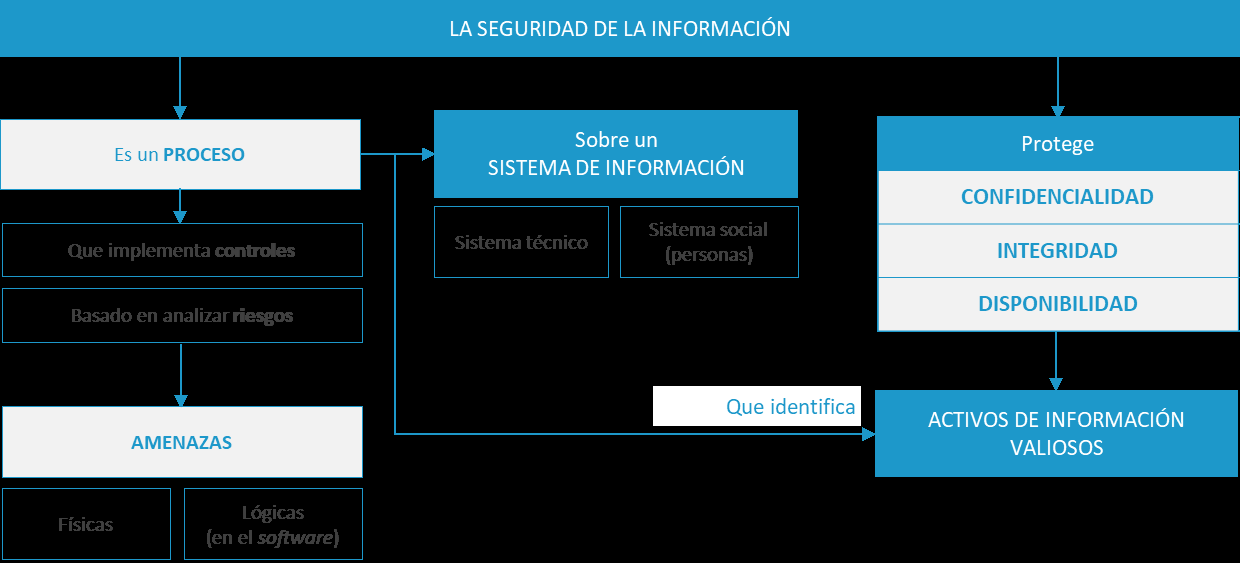 LA SEGURIDAD DE LA INFORMACIÓN
Es un PROCESO
Que implementa controles
Basado en analizar riesgos
AMENAZAS
Físicas
Lógicas
(en el software)
Sobre un
SISTEMA DE INFORMACIÓN
Sistema técnico
Sistema social
(personas)
Protege
CONFIDENCIALIDAD
INTEGRIDAD
DISPONIBILIDAD
Que identifica
ACTIVOS DE INFORMACIÓN
VALIOSOS